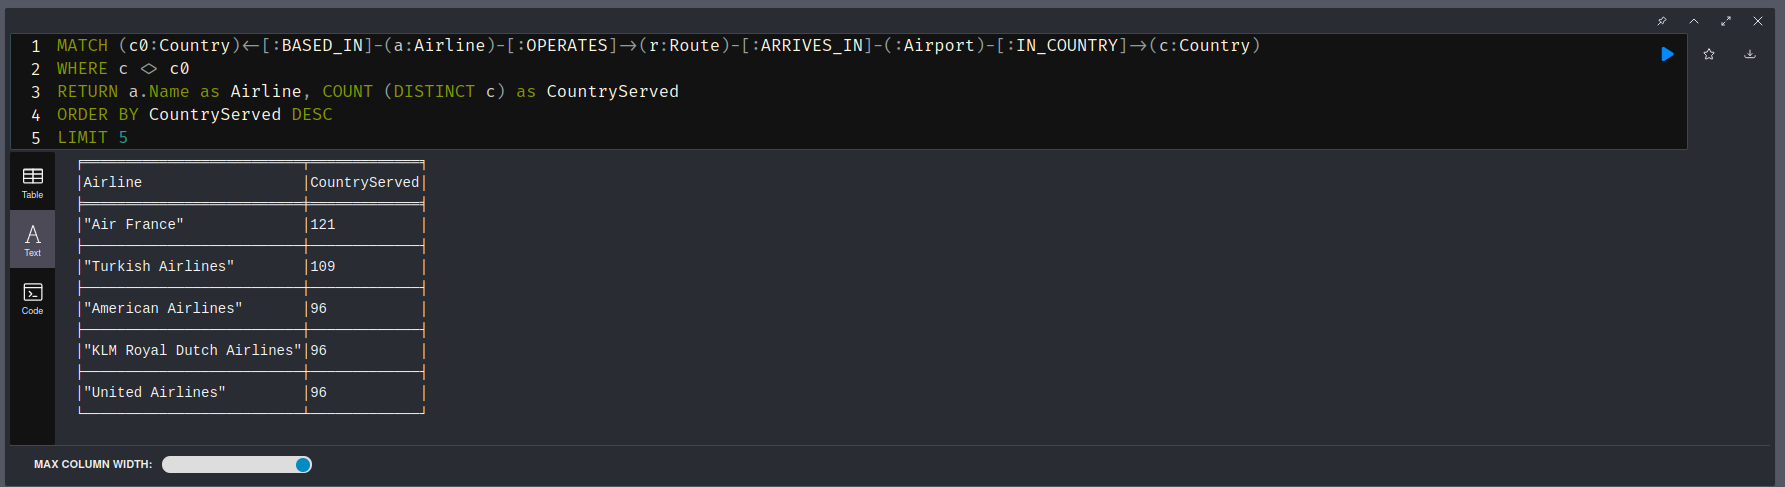 1 MATCH (c0:Country)<-[:BASED_IN]-(a:Airline)-[:OPERATES]->(r:Route)-[:ARRIVES_IN]-(:Airport)-[:IN_COUNTRY]->(c:Country)
2 WHERE c <> c0
3 RETURN a.Name as Airline, COUNT (DISTINCT c) as CountryServed
4 ORDER BY CountryServed DESC
5 LIMIT 5
Table
Text
Code
Airline CountryServed
"Air France" 121
"Turkish Airlines" 109
"American Airlines" 96
"KLM Royal Dutch Airlines" 96
"United Airlines" 96
MAX COLUMN WIDTH: